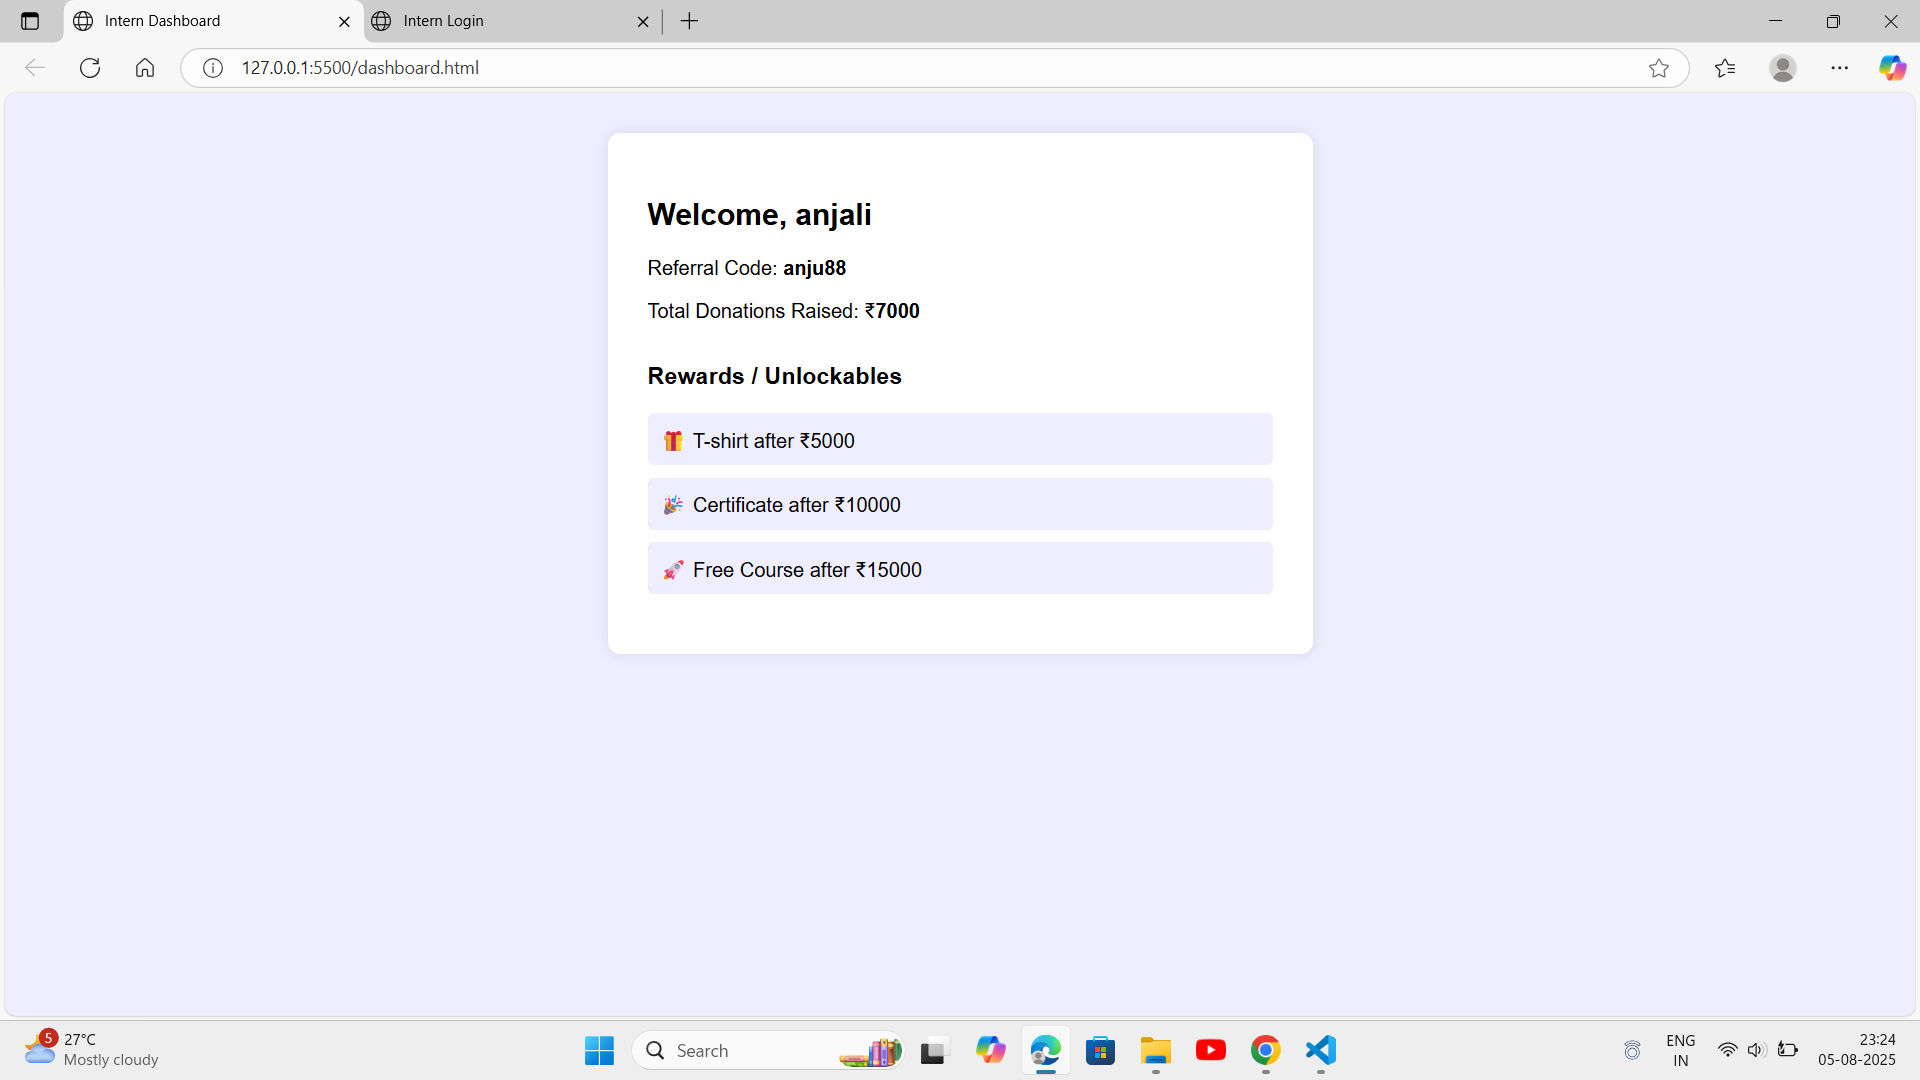 Intern Dashboard
Intern Login
127.0.0.1:5500/dashboard.html
Welcome, anjali
Referral Code: anju88
Total Donations Raised: ₹7000
Rewards / Unlockables
T-shirt after ₹5000
Certificate after ₹10000
Free Course after ₹15000
5
27°C
Mostly cloudy
Search
ENG
IN
23:24
05-08-2025